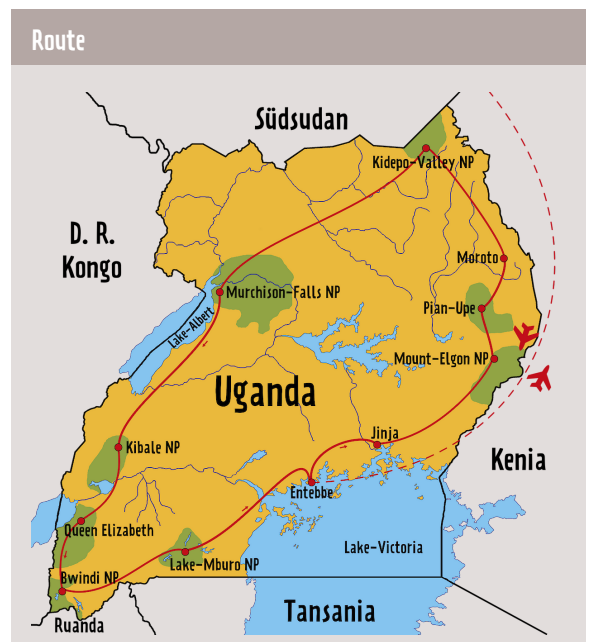 Route
Südsudan
Kidepo-Valley NP
D. R.
Kongo
Moroto
Murchison-Falls NP
Pian-Upe
Lake-Albert
Mount-Elgon NP
Uganda
Jinja
Kibale NP
Kenia
Entebbe
Queen Elizabeth
Lake-Victoria
Lake-Mburo NP
Bwindi NP
Tansania
Ruanda